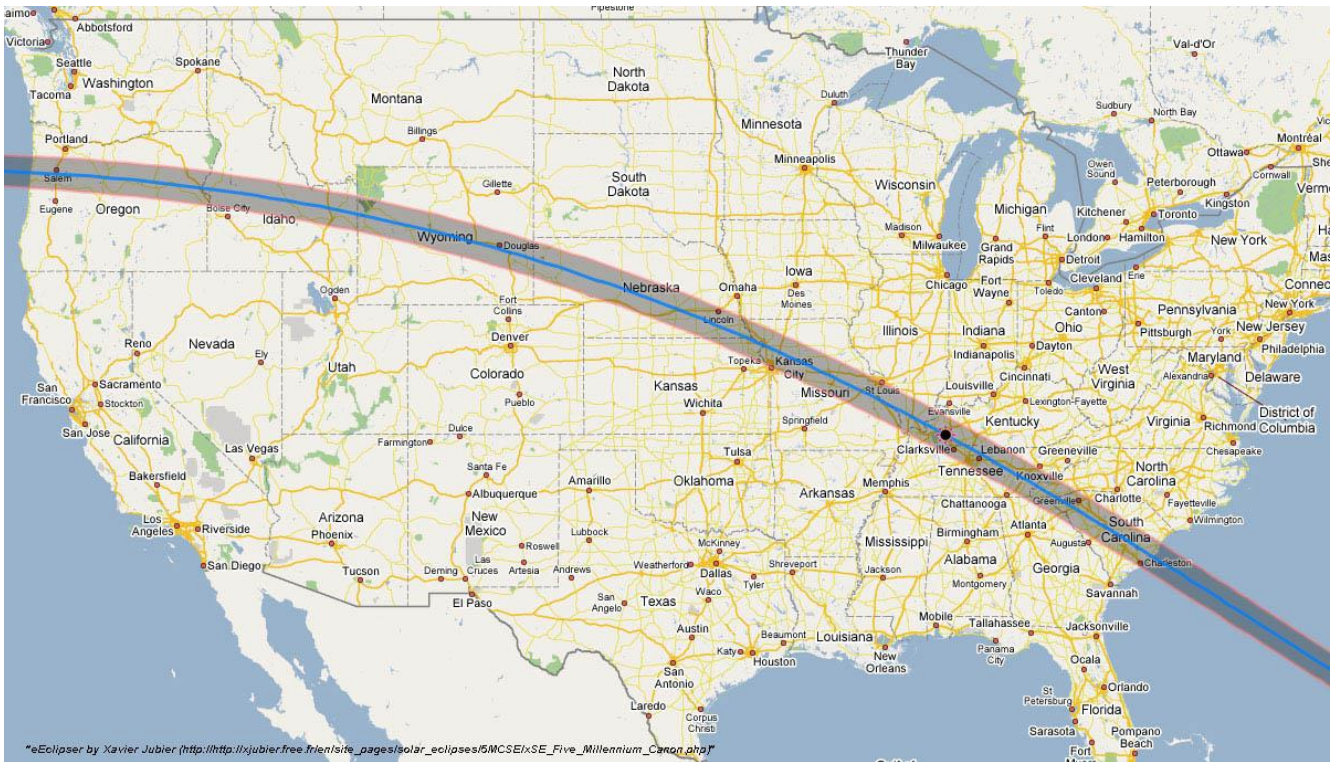 Pipestone
aimo
Abbotsford
Victoria
Seattle
Washington
Spokane
Tacoma
Montana
North
Dakota
Thunder
Bay
Val-d'Or
Duluth
Minnesota
Sudbury
North Bay
Portland
Billings
Minneapolis
Ottawa
Montréal
Owen
Sound
Cornwall
Salem
Gillette
South
Dakota
Wisconsin
Peterborough
Kingston
Vermo
Eugene
Oregon
Boise City
Idaho
Michigan
Kitchener
Toronto
Madison
Milwaukee
Grand
Rapids
Flint
London
Hamilton
New York
Wyoming
Douglas
Detroit
Iowa
Chicago
Fort
Wayne
Toledo
Cleveland
Erie
Connec
Ogden
Fort
Collins
Nebraska
Omaha
Des
Moines
Lincoln
Canton
Pennsylvania
New York
Reno
Nevada
Ely
Utah
Denver
Illinois
Indiana
Ohio
Pittsburgh
York
New Jersey
Philadelphia
Indianapolis
Dayton
Maryland
Colorado
Topeka
Kansas
City
Cincinnati
West
Virginia
Alexandria
Delaware
Sacramento
San
Francisco
Stockton
Pueblo
Kansas
Missouri
St Louis
Louisville
Lexington-Fayette
Wichita
Evansville
Kentucky
Virginia
Richmond
District of
Columbia
San Jose
California
Springfield
Las Vegas
Farmington
Dulce
Clarksville
Lebanon
Greeneville
Chesapeake
Tulsa
Tennessee
Knoxville
North
Carolina
Bakersfield
Santa Fe
Amarillo
Oklahoma
Arkansas
Memphis
Chattanooga
Greenville
Charlotte
Fayetteville
Albuquerque
Los
Angeles
Riverside
Arizona
Phoenix
New
Mexico
Lubbock
Mississippi
Birmingham
Atlanta
South
Carolina
Wilmington
Roswell
McKinney
Alabama
Augusta
San Diego
Tucson
Deming
Las
Cruces
Artesia
Andrews
Weatherford
Dallas
Tyler
Shreveport
Jackson
Montgomery
Georgia
Charleston
Savannah
El Paso
San
Angelo
Texas
Waco
Austin
Beaumont
Louisiana
Mobile
Tallahassee
Jacksonville
Katy
Houston
New
Orleans
Panama
City
Ocala
San
Antonio
St
Petersburg
Orlando
Laredo
Corpus
Christi
Florida
Sarasota
Pompano
Beach
Fort
"eEclipser by Xavier Jubier (http://http://xjubier.free.fr/en/site_pages/solar_eclipses/5MCSE/xSE_Five_Millennium_Canon.php)"